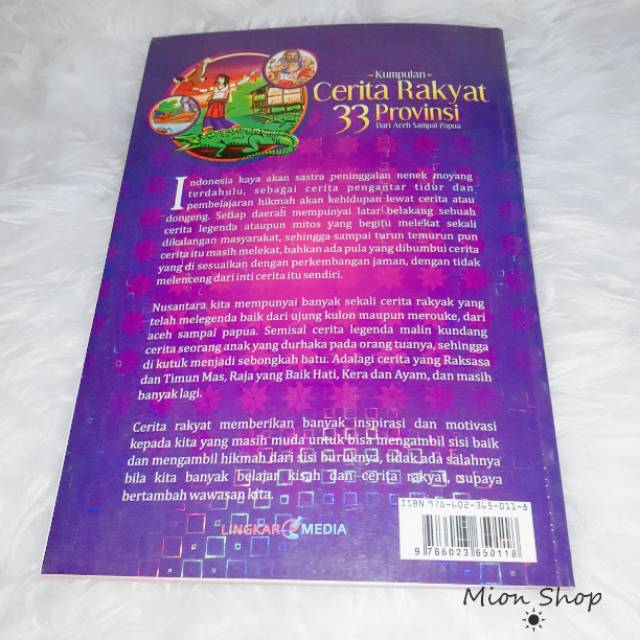 Kumpulan
Cerita Rakyat
33 Provinsi
Dari Aceh Sampai Papua
Indonesia kaya akan sastra peninggalan nenek moyang
terdahulu, sebagai cerita pengantar tidur dan
pembelajaran hikmah akan kehidupan lewat cerita atau
dongeng. Setiap daerah mempunyai latar belakang sebuah
cerita legenda ataupun mitos yang begitu melekat sekali
dikalangan masyarakat, sehingga sampai turun temurun pun
cerita itu masih melekat, bahkan ada pula yang dibumbui cerita
yang di sesuaikan dengan perkembangan jaman, dengan tidak
melenceng dari inti cerita itu sendiri.
Nusantara kita mempunyai banyak sekali cerita rakyak yang
telah melegenda baik dari ujung kulon maupun merouke, dari
aceh sampai papua. Semisal cerita legenda malin kundang
cerita seorang anak yang durhaka pada orang tuanya, sehingga
di kutuk menjadi sebongkah batu. Adalagi cerita yang Raksasa
dan Timun Mas, Raja yang Baik Hati, Kera dan Ayam, dan masih
banyak lagi.
Cerita rakyat memberikan banyak inspirasi dan motivasi
kepada kita yang masih muda untuk bisa mengambil sisi baik
dan mengambil hikmah dari sisi buruknya, tidak ada salahnya
bila kita banyak belajar kisah dan cerita rakyat, supaya
bertambah wawasan kita.
LINGKAR MEDIA
ISBN 978-602-365-011-8
9 786023 650118
Mion Shop